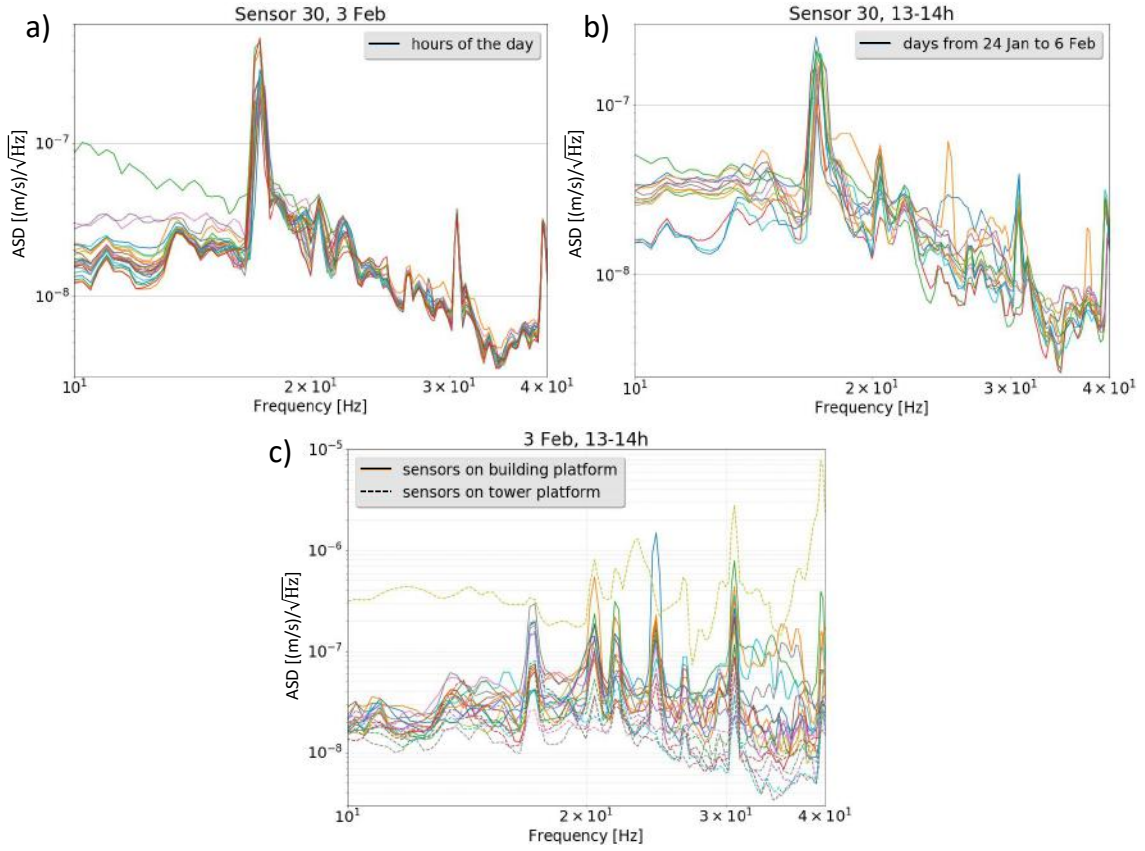 a)
Sensor 30, 3 Feb
hours of the day
10⁻⁷
10⁻⁸
ASD [(m/s)/√Hz]
10¹
2 × 10¹
3 × 10¹
4 × 10¹
Frequency [Hz]
b)
Sensor 30, 13-14h
days from 24 Jan to 6 Feb
10⁻⁷
10⁻⁸
ASD [(m/s)/√Hz]
10¹
2 × 10¹
3 × 10¹
4 × 10¹
Frequency [Hz]
c)
3 Feb, 13-14h
sensors on building platform
sensors on tower platform
10⁻⁵
10⁻⁶
10⁻⁷
10⁻⁸
ASD [(m/s)/√Hz]
10¹
2 × 10¹
3 × 10¹
4 × 10¹
Frequency [Hz]